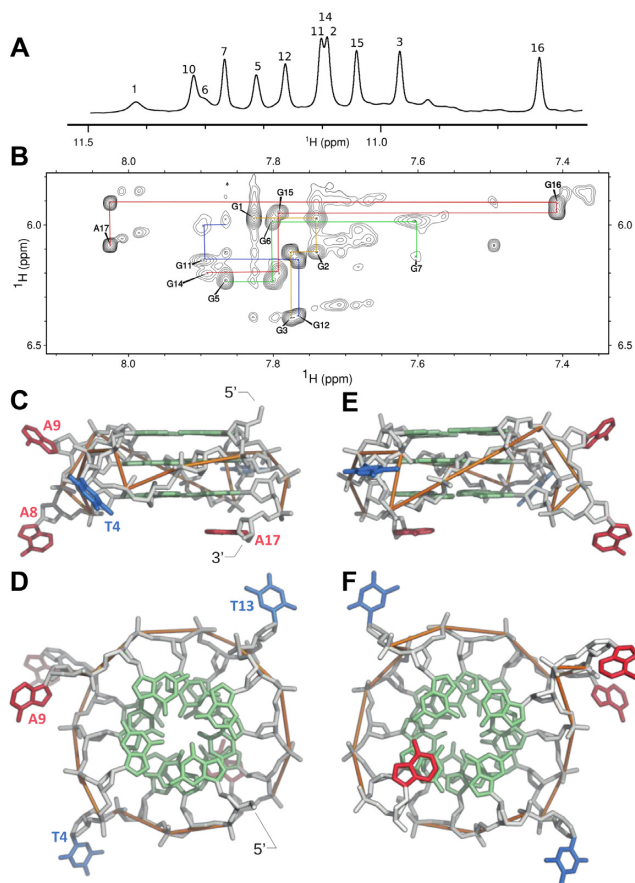 A
1
10
6
7
5
12
14
11 2
15
3
16
11.5
¹H (ppm)
11.0
B
8.0
7.8
7.6
7.4
¹H (ppm)
6.0
6.5
A17
G1
G15
G6
G16
G11
G14
G5
G2
G7
G3
G12
8.0
7.8
7.6
7.4
¹H (ppm)
C
A9
5’
A8
T4
3’
A17
E
D
T13
A9
T4
5’
F